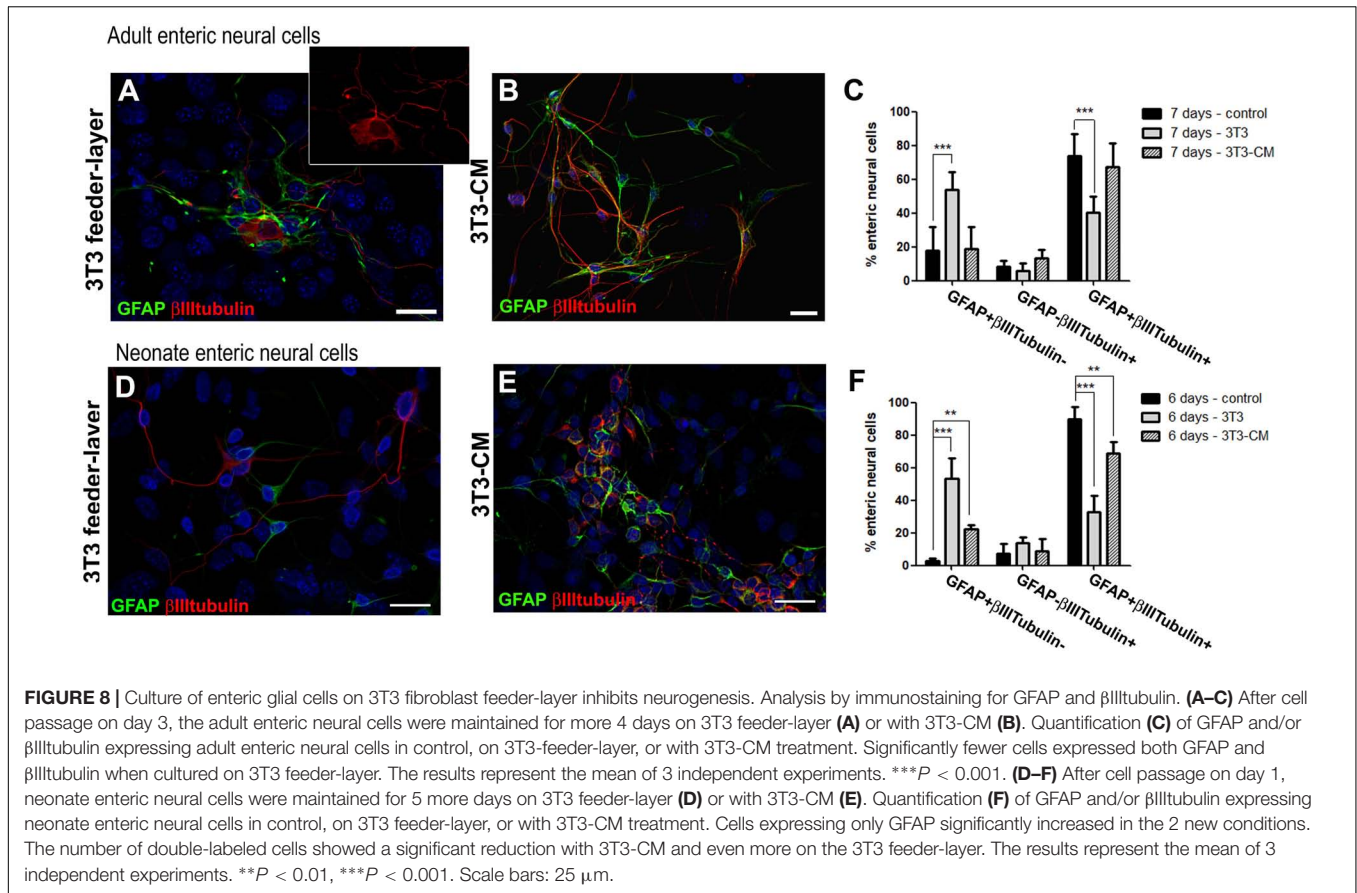 Adult enteric neural cells
A
3T3 feeder-layer
GFAP βIIItubulin
B
3T3-CM
GFAP βIIItubulin
C
% enteric neural cells
100
80
60
40
20
0
***
***
7 days - control
7 days - 3T3
7 days - 3T3-CM
GFAP+βIIITubulin-
GFAP-βIIITubulin+
GFAP+βIIITubulin+
Neonate enteric neural cells
D
3T3 feeder-layer
GFAP βIIItubulin
E
3T3-CM
GFAP βIIItubulin
F
% enteric neural cells
100
80
60
40
20
0
**
***
**
***
6 days - control
6 days - 3T3
6 days - 3T3-CM
GFAP+βIIITubulin-
GFAP-βIIITubulin+
GFAP+βIIITubulin+
FIGURE 8 | Culture of enteric glial cells on 3T3 fibroblast feeder-layer inhibits neurogenesis. Analysis by immunostaining for GFAP and βIIItubulin. (A–C) After cell
passage on day 3, the adult enteric neural cells were maintained for more 4 days on 3T3 feeder-layer (A) or with 3T3-CM (B). Quantification (C) of GFAP and/or
βIIItubulin expressing adult enteric neural cells in control, on 3T3-feeder-layer, or with 3T3-CM treatment. Significantly fewer cells expressed both GFAP and
βIIItubulin when cultured on 3T3 feeder-layer. The results represent the mean of 3 independent experiments. ***P < 0.001. (D–F) After cell passage on day 1,
neonate enteric neural cells were maintained for 5 more days on 3T3 feeder-layer (D) or with 3T3-CM (E). Quantification (F) of GFAP and/or βIIItubulin expressing
neonate enteric neural cells in control, on 3T3 feeder-layer, or with 3T3-CM treatment. Cells expressing only GFAP significantly increased in the 2 new conditions.
The number of double-labeled cells showed a significant reduction with 3T3-CM and even more on the 3T3 feeder-layer. The results represent the mean of 3
independent experiments. **P < 0.01, ***P < 0.001. Scale bars: 25 μm.